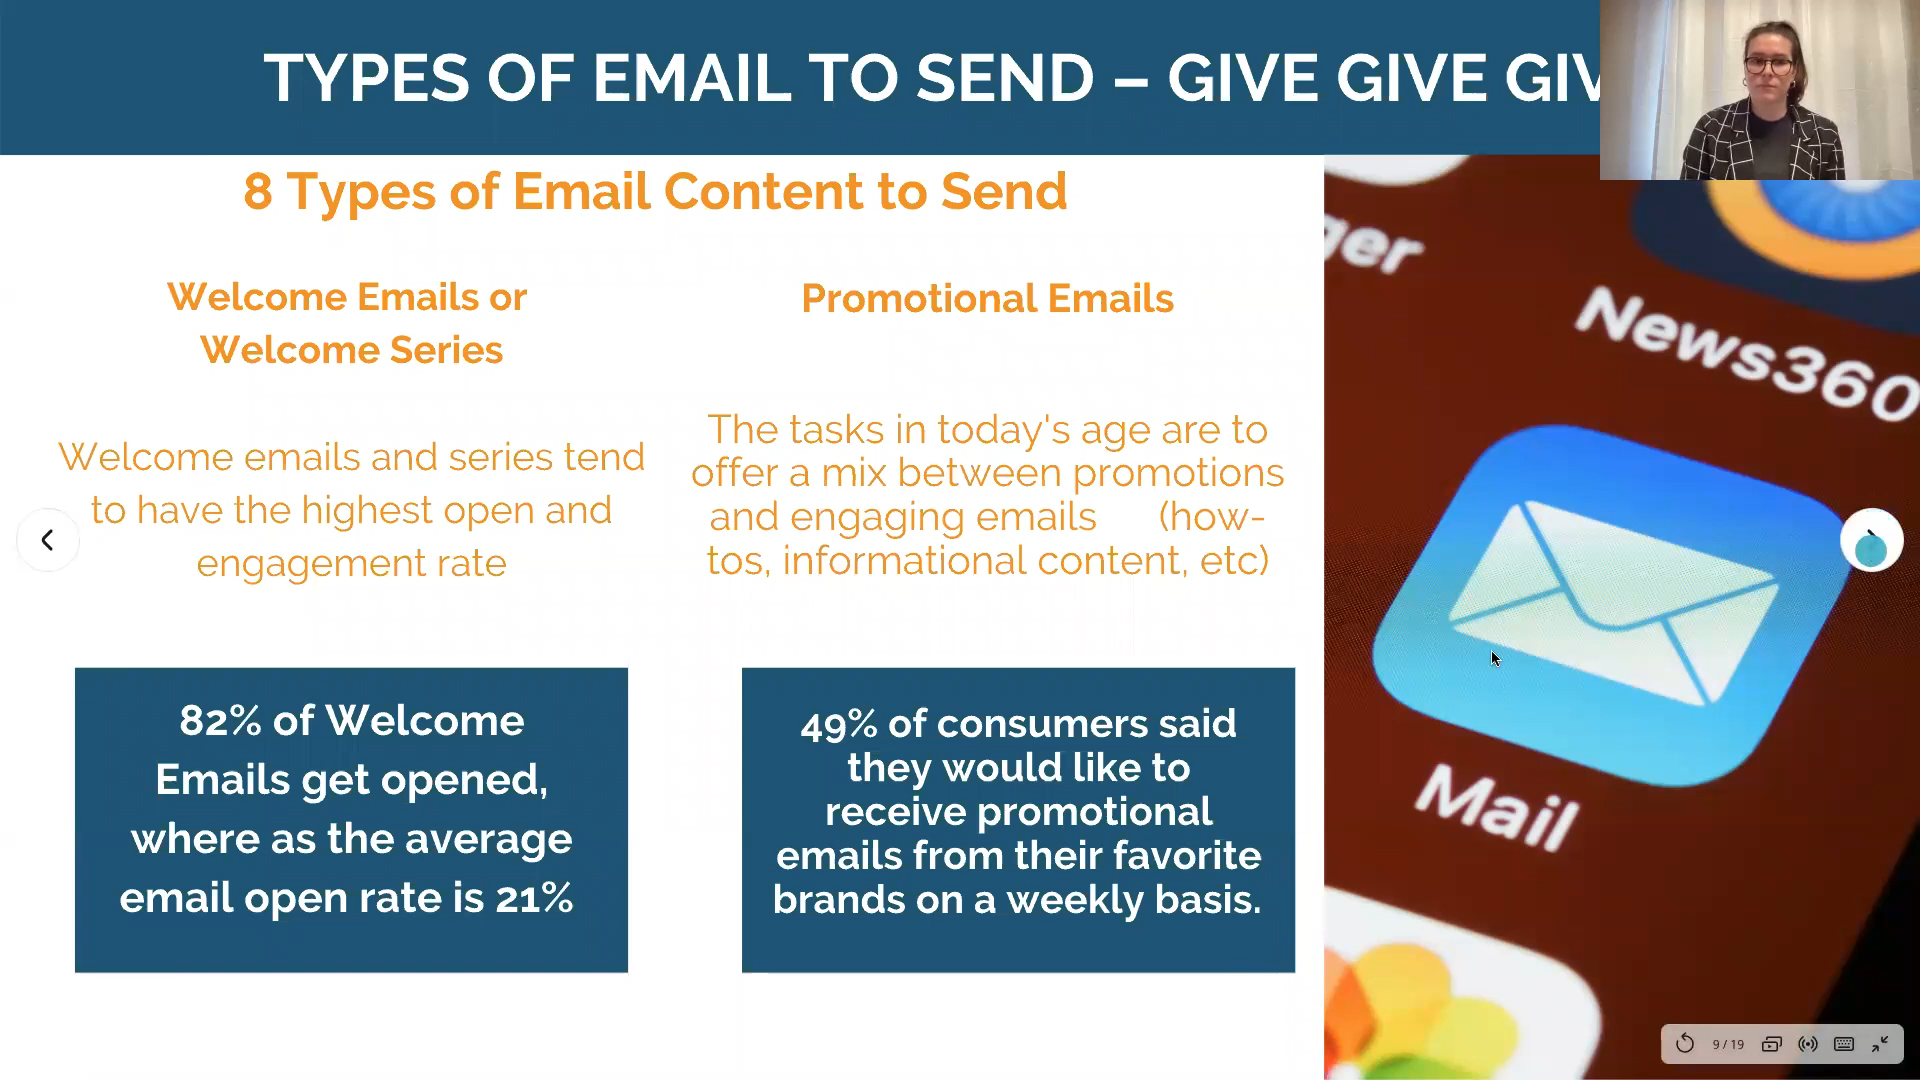 TYPES OF EMAIL TO SEND – GIVE GIVE GIV
8 Types of Email Content to Send
Welcome Emails or
Welcome Series
Welcome emails and series tend
to have the highest open and
engagement rate
82% of Welcome
Emails get opened,
where as the average
email open rate is 21%
Promotional Emails
The tasks in today's age are to
offer a mix between promotions
and engaging emails (how-
tos, informational content, etc)
49% of consumers said
they would like to
receive promotional
emails from their favorite
brands on a weekly basis.
ger
News360
Mail
9 / 19